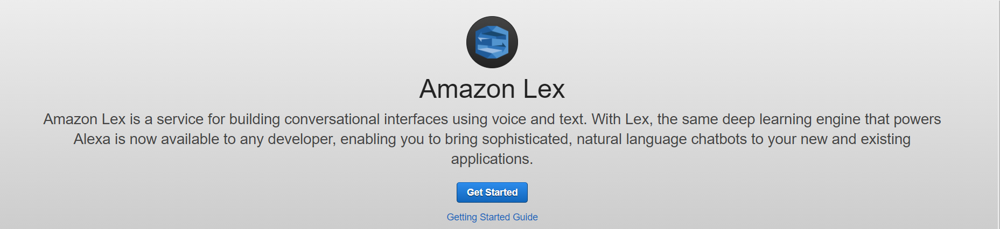 Amazon Lex
Amazon Lex is a service for building conversational interfaces using voice and text. With Lex, the same deep learning engine that powers
Alexa is now available to any developer, enabling you to bring sophisticated, natural language chatbots to your new and existing
applications.
Get Started
Getting Started Guide